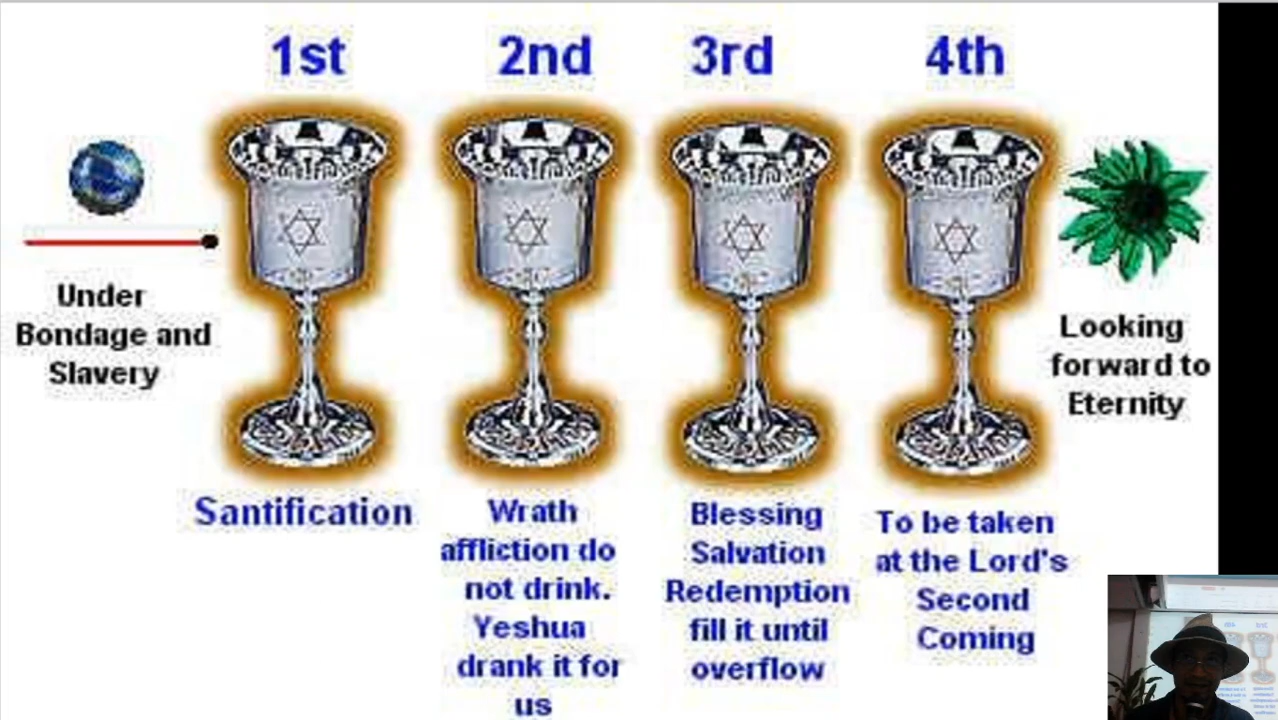 1st
2nd
3rd
4th
Under
Bondage and
Slavery
Looking
forward to
Eternity
Santification
Wrath
affliction do
not drink.
Yeshua
drank it for
us
Blessing
Salvation
Redemption
fill it until
overflow
To be taken
at the Lord's
Second
Coming